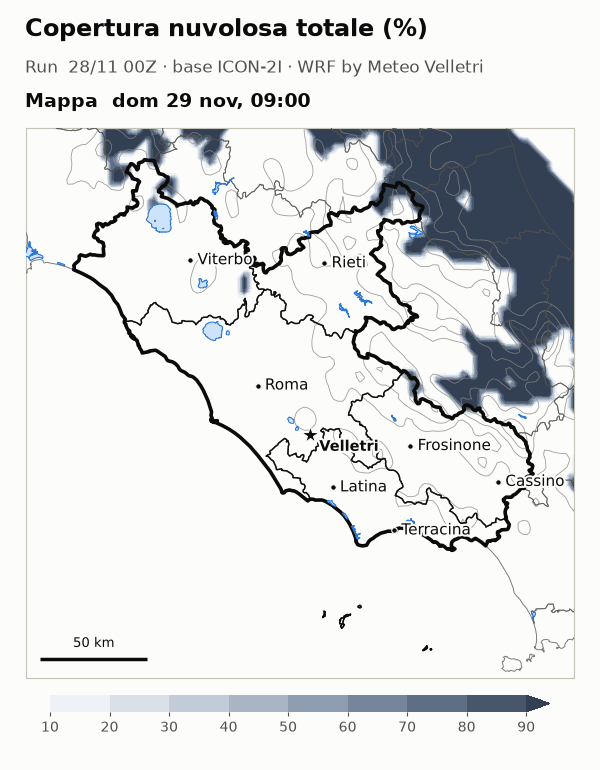 Copertura nuvolosa totale (%)
Run  28/11 00Z · base ICON-2I · WRF by Meteo Velletri
Mappa  dom 29 nov, 09:00
Viterbo
Rieti
Roma
Velletri
Frosinone
Latina
Cassino
Terracina
50 km
10 20 30 40 50 60 70 80 90